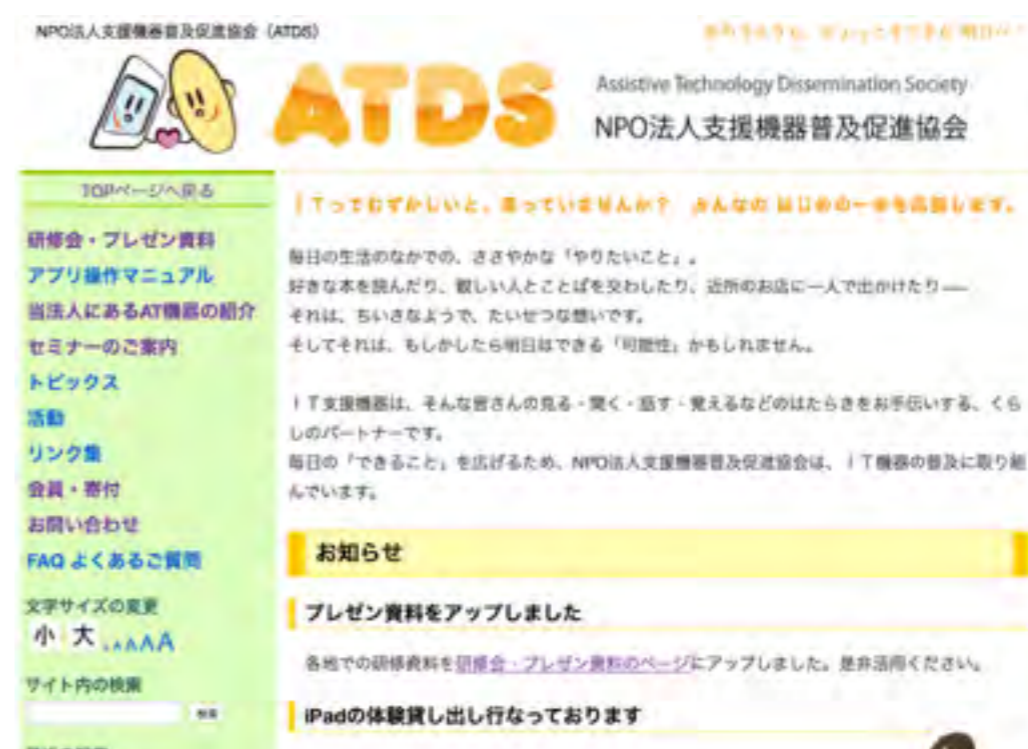 NPO法人支援機器普及促進協会（ATDS）
ATDS
Assistive Technology Dissemination Society
NPO法人支援機器普及促進協会
TOPページへ戻る
研修会・プレゼン資料
アプリ操作マニュアル
当法人にあるAT機器の紹介
セミナーのご案内
トピックス
活動
リンク集
会員・寄付
お問い合わせ
FAQ よくあるご質問
文字サイズの変更
小 大 AAAAA
サイト内の検索
検索
ＩＴってむずかしいと、思っていませんか？ みんなの はじめの一歩を応援します。
毎日の生活のなかでの、ささやかな「やりたいこと」。
好きな本を読んだり、親しい人とことばを交わしたり、近所のお店に一人で出かけたり──
それは、ちいさなようで、たいせつな想いです。
そしてそれは、もしかしたら明日はできる「可能性」かもしれません。
ＩＴ支援機器は、そんな皆さんの見る・聞く・話す・覚えるなどのはたらきをお手伝いする、くら
しのパートナーです。
毎日の「できること」を広げるため、NPO法人支援機器普及促進協会は、ＩＴ機器の普及に取り組
んでいます。
お知らせ
プレゼン資料をアップしました
各地での研修資料を研修会・プレゼン資料のページにアップしました。是非活用ください。
iPadの体験貸し出し行なっております